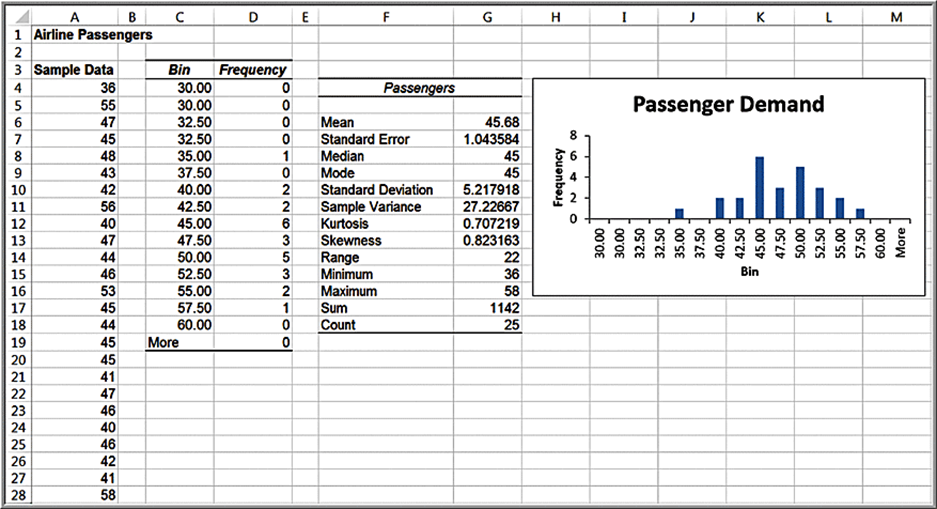 A B C D E F G H I J K L M
1 Airline Passengers
2
3 Sample Data Bin Frequency
4 36 30.00 0 Passengers
5 55 30.00 0
6 47 32.50 0 Mean 45.68
7 45 32.50 0 Standard Error 1.043584
8 48 35.00 1 Median 45
9 43 37.50 0 Mode 45
10 42 40.00 2 Standard Deviation 5.217918
11 56 42.50 2 Sample Variance 27.22667
12 40 45.00 6 Kurtosis 0.707219
13 47 47.50 3 Skewness 0.823163
14 44 50.00 5 Range 22
15 46 52.50 3 Minimum 36
16 53 55.00 2 Maximum 58
17 45 57.50 1 Sum 1142
18 44 60.00 0 Count 25
19 45 More 0
20 45
21 41
22 47
23 46
24 40
25 46
26 42
27 41
28 58
Passenger Demand
Frequency
8
6
4
2
0
30.00 30.00 32.50 32.50 35.00 37.50 40.00 42.50 45.00 47.50 50.00 52.50 55.00 57.50 60.00 More
Bin